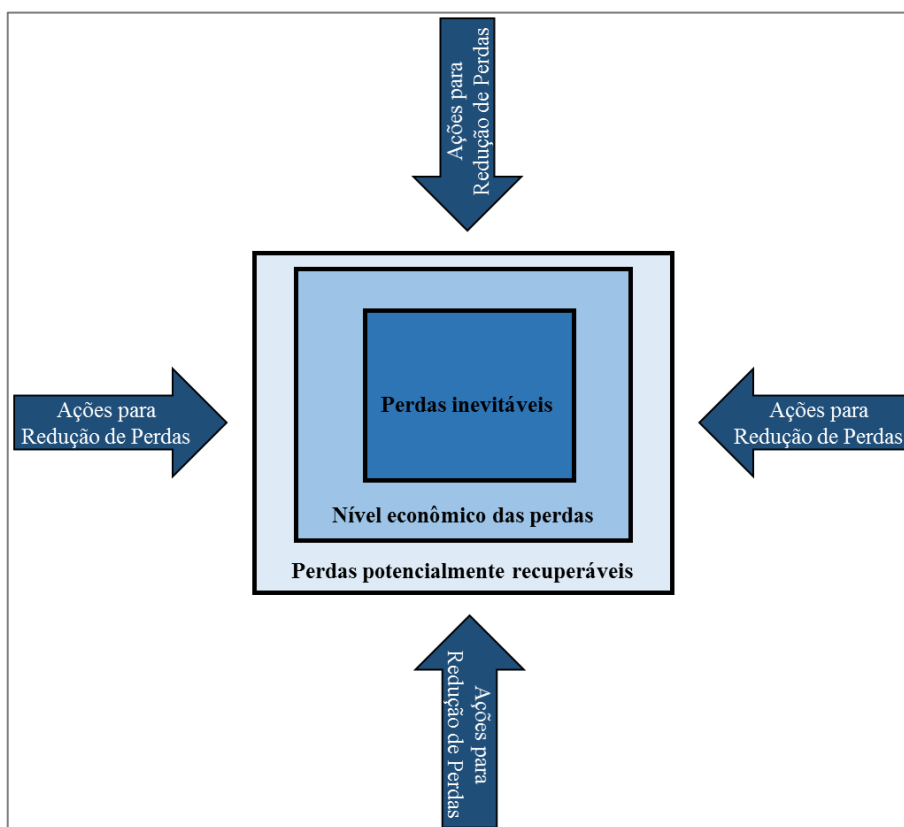 Ações para
Redução de Perdas
Ações para
Redução de Perdas
Perdas inevitáveis
Ações para
Redução de Perdas
Nível econômico das perdas
Perdas potencialmente recuperáveis
Ações para
Redução de Perdas